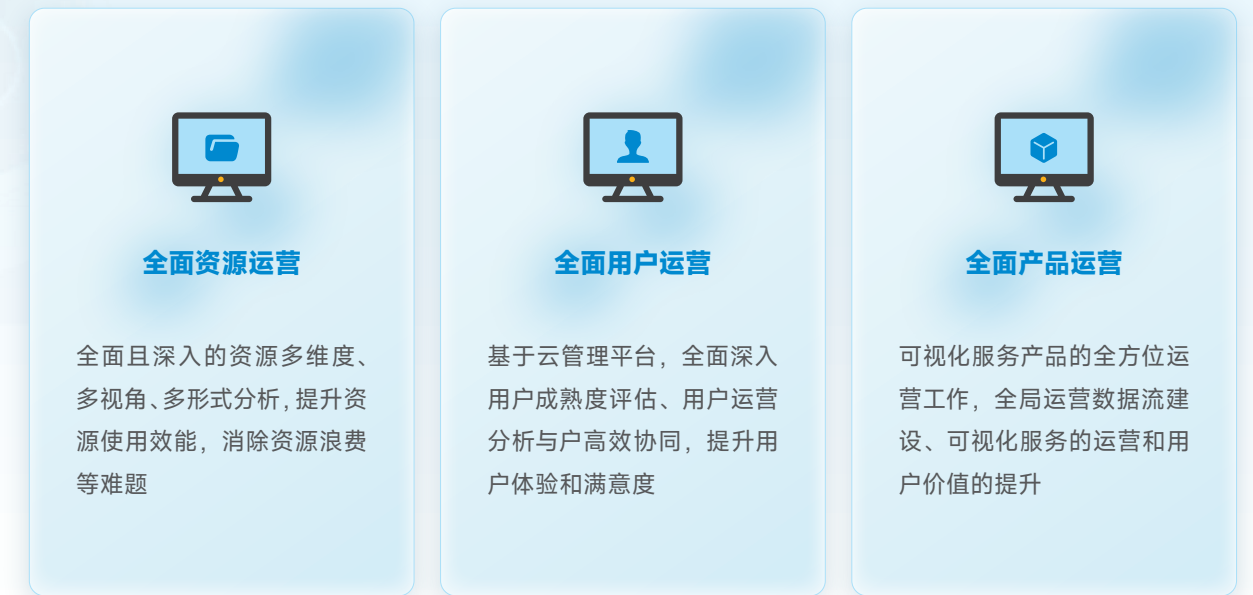 全面资源运营
全面且深入的资源多维度、
多视角、多形式分析，提升资
源使用效能，消除资源浪费
等难题
全面用户运营
基于云管理平台，全面深入
用户成熟度评估、用户运营
分析与户高效协同，提升用
户体验和满意度
全面产品运营
可视化服务产品的全方位运
营工作，全局运营数据流建
设、可视化服务的运营和用
户价值的提升